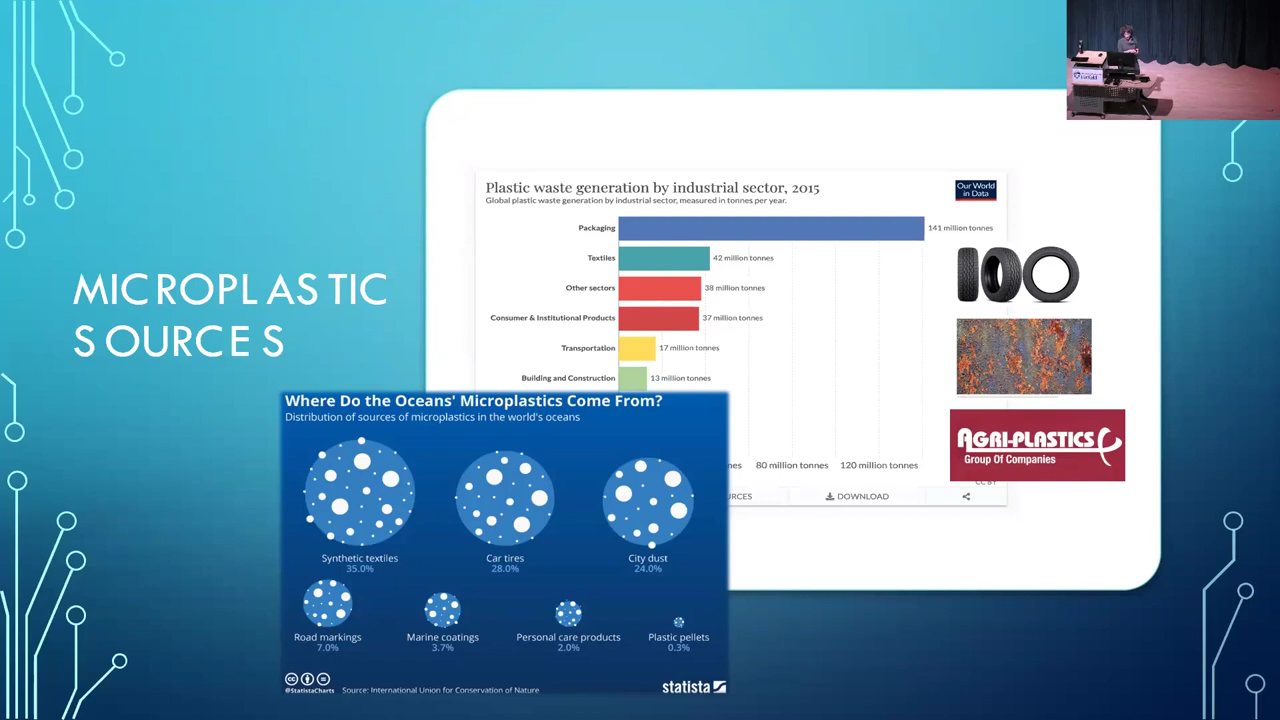 MICROPLASTIC
SOURCES
Plastic waste generation by industrial sector, 2015
Global plastic waste generation by industrial sector, measured in tonnes per year.
Our World
in Data
Packaging 141 million tonnes
Textiles 42 million tonnes
Other sectors 38 million tonnes
Consumer & Institutional Products 37 million tonnes
Transportation 17 million tonnes
Building and Construction 13 million tonnes
nes 80 million tonnes 120 million tonnes
CC BY
URCES DOWNLOAD
AGRI-PLASTICS
Group Of Companies
Where Do the Oceans' Microplastics Come From?
Distribution of sources of microplastics in the world's oceans
Synthetic textiles Car tires City dust
35.0% 28.0% 24.0%
Road markings Marine coatings Personal care products Plastic pellets
7.0% 3.7% 2.0% 0.3%
@StatistaCharts Source: International Union for Conservation of Nature
statista